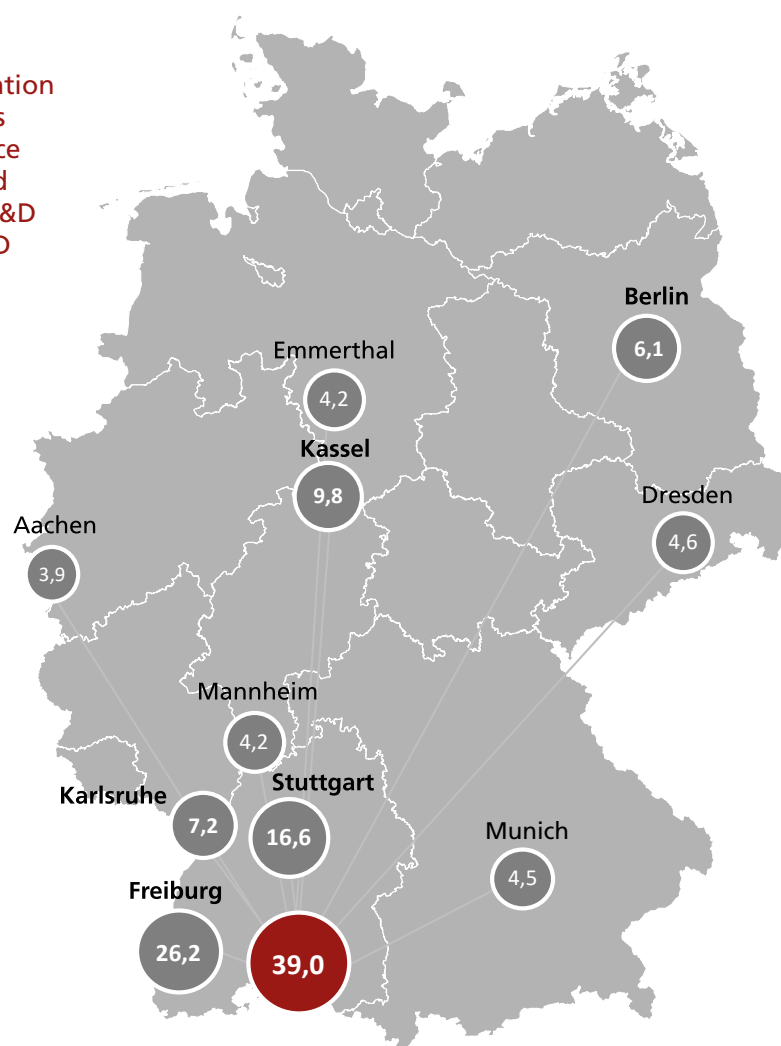 &D
Berlin
6,1
Emmerthal
4,2
Kassel
9,8
Dresden
4,6
Aachen
3,9
Mannheim
4,2
Karlsruhe
7,2
Stuttgart
16,6
Munich
4,5
Freiburg
26,2
39,0